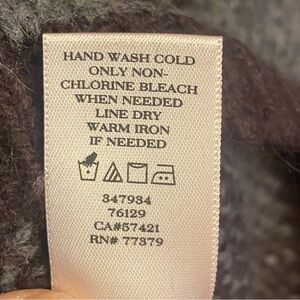 HAND WASH COLD
ONLY NON-
CHLORINE BLEACH
WHEN NEEDED
LINE DRY
WARM IRON
IF NEEDED
347934
76129
CA#57421
RN# 77379